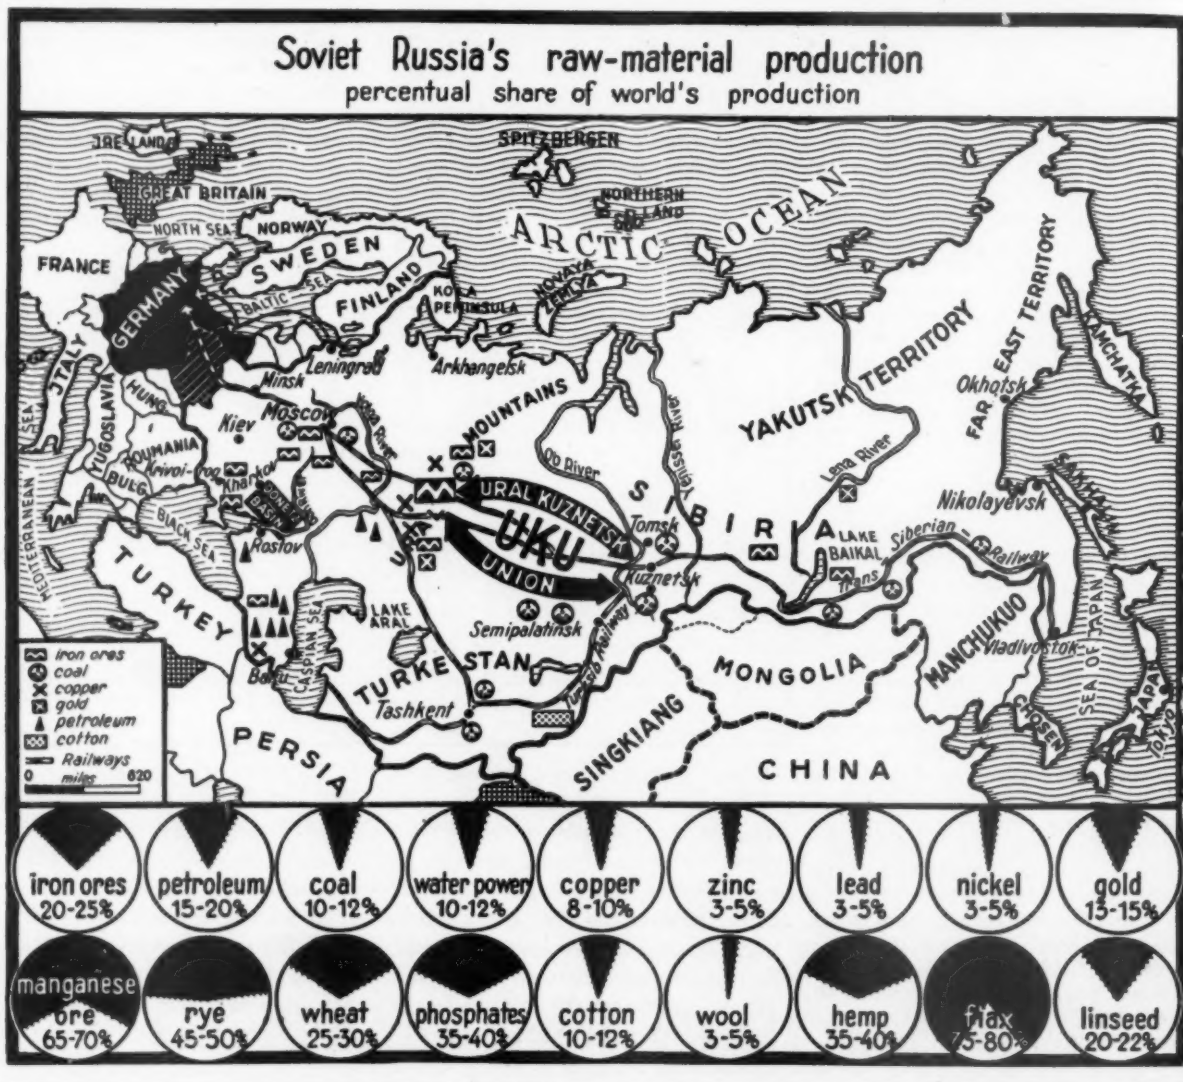 Soviet Russia's raw-material production
percentual share of world's production
IRELAND
GREAT BRITAIN
NORTH SEA
NORWAY
SWEDEN
BALTIC SEA
FINLAND
FRANCE
GERMANY
ITALY
SPITZBERGEN
NORTHERN
LAND
ARCTIC OCEAN
NOVAYA
ZEMLYA
KOLA
PENINSULA
Leningrad
Arkhangelsk
Minsk
Moscow
Volga River
Kiev
HUNG.
YUGOSLAVIA
ROUMANIA
BULG.
Krivoi-Rog
Kharkov
DONETZ
BASIN
BLACK SEA
Rostov
MEDITERRANEAN SEA
TURKEY
URAL MOUNTAINS
Ob River
Yenissei River
URAL KUZNETSK
UKU
UNION
SIBIRIA
Tomsk
Kuznetsk
YAKUTSK TERRITORY
Lena River
FAR EAST TERRITORY
Okhotsk
KAMCHATKA
Nikolayevsk
SAKHALIN
LAKE
BAIKAL
Trans Siberian Railway
Semipalatinsk
LAKE
ARAL
CASPIAN SEA
Baku
TURKESTAN
Tashkent
Turksib Railway
PERSIA
SINGKIANG
MONGOLIA
CHINA
MANCHUKUO
Vladivostok
CHOSEN
SEA OF JAPAN
JAPAN
Tokyo
iron ores
coal
copper
gold
petroleum
cotton
Railways
0 miles 620
iron ores
20-25%
petroleum
15-20%
coal
10-12%
water power
10-12%
copper
8-10%
zinc
3-5%
lead
3-5%
nickel
3-5%
gold
13-15%
manganese
ore
65-70%
rye
45-50%
wheat
25-30%
phosphates
35-40%
cotton
10-12%
wool
3-5%
hemp
35-40%
flax
75-80%
linseed
20-22%